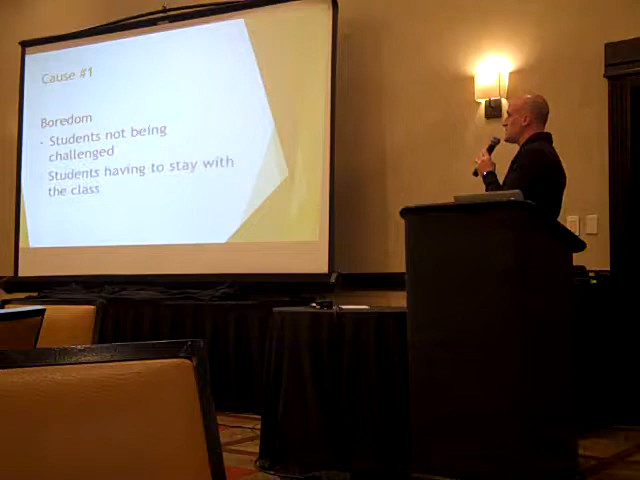 Cause #1
Boredom
- Students not being
challenged
Students having to stay with
the class